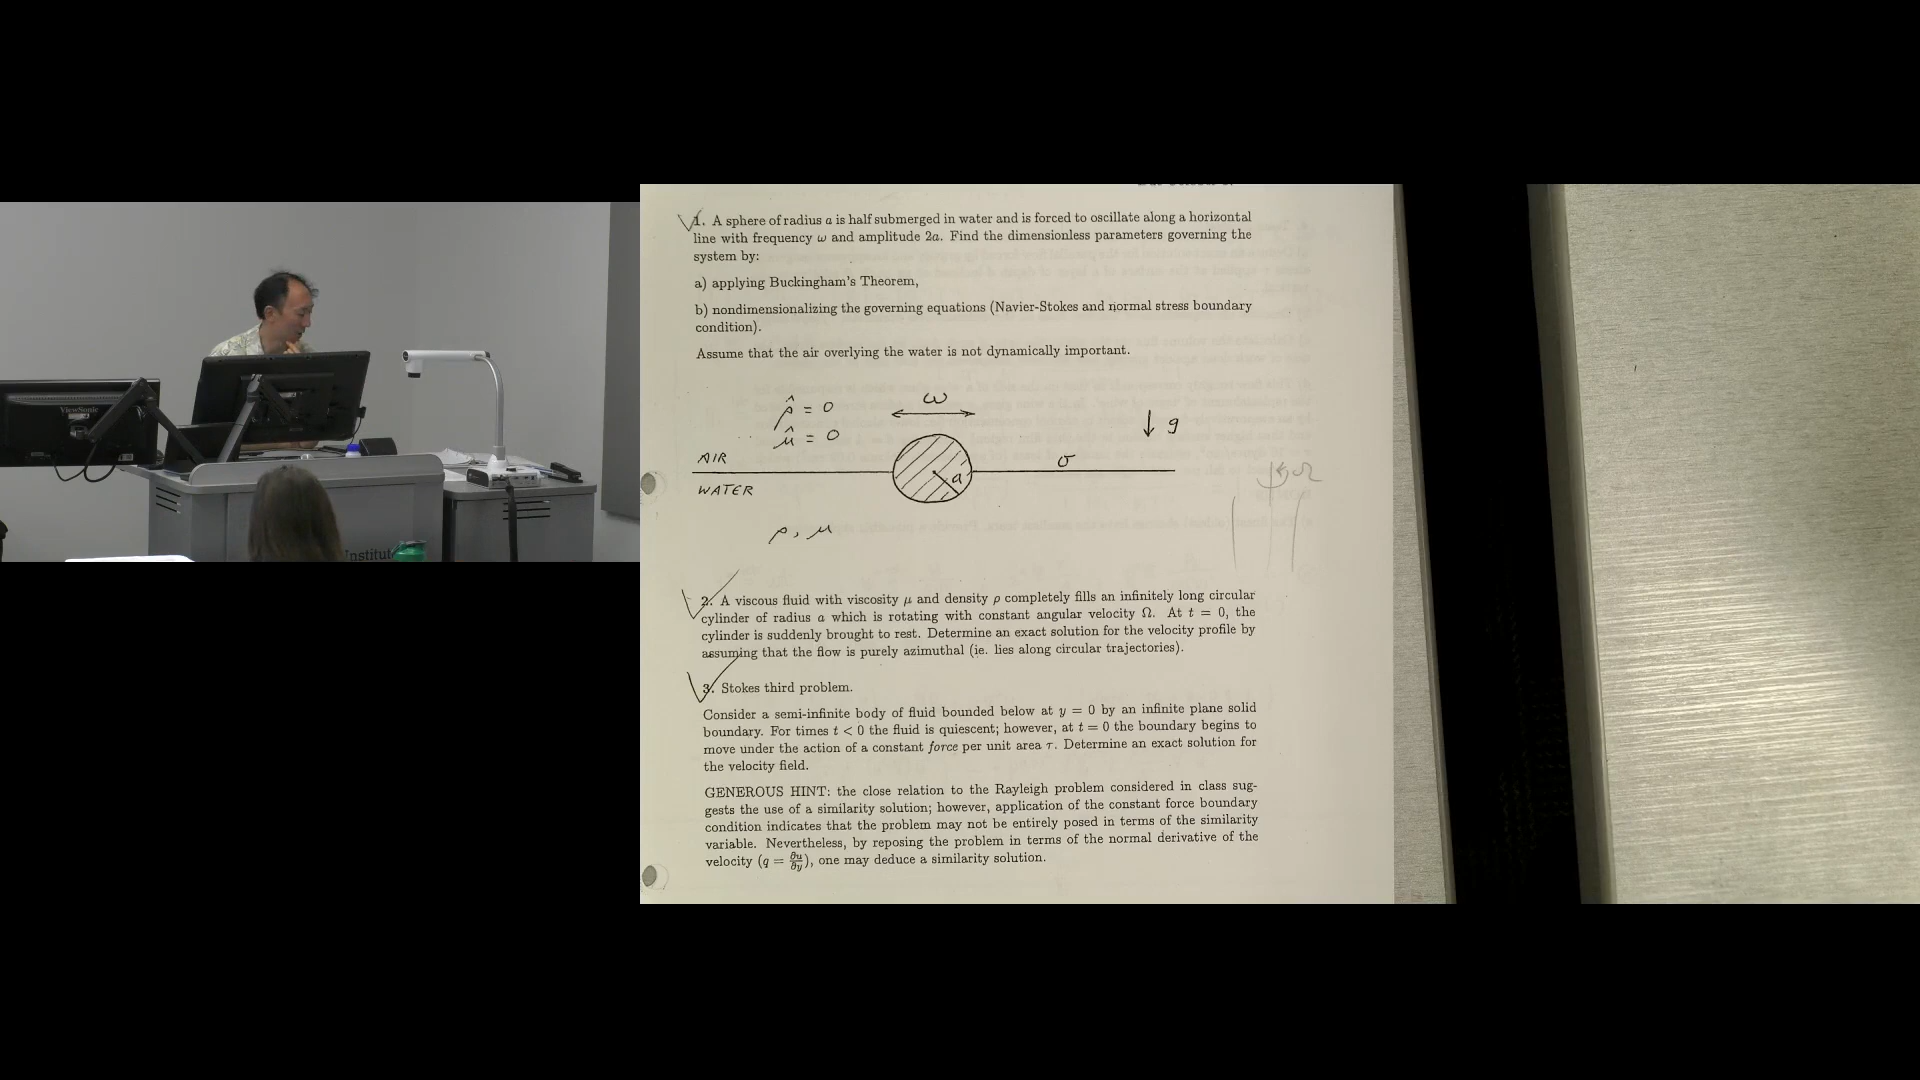 ViewSonic
Institute
1. A sphere of radius a is half submerged in water and is forced to oscillate along a horizontal
line with frequency ω and amplitude 2a. Find the dimensionless parameters governing the
system by:
a) applying Buckingham's Theorem,
b) nondimensionalizing the governing equations (Navier-Stokes and normal stress boundary
condition).
Assume that the air overlying the water is not dynamically important.
ρ̂ = 0
μ̂ = 0
ω
g
AIR
σ
a
WATER
ρ, μ
Ω
2. A viscous fluid with viscosity μ and density ρ completely fills an infinitely long circular
cylinder of radius a which is rotating with constant angular velocity Ω. At t = 0, the
cylinder is suddenly brought to rest. Determine an exact solution for the velocity profile by
assuming that the flow is purely azimuthal (ie. lies along circular trajectories).
3. Stokes third problem.
Consider a semi-infinite body of fluid bounded below at y = 0 by an infinite plane solid
boundary. For times t < 0 the fluid is quiescent; however, at t = 0 the boundary begins to
move under the action of a constant force per unit area τ. Determine an exact solution for
the velocity field.
GENEROUS HINT: the close relation to the Rayleigh problem considered in class sug-
gests the use of a similarity solution; however, application of the constant force boundary
condition indicates that the problem may not be entirely posed in terms of the similarity
variable. Nevertheless, by reposing the problem in terms of the normal derivative of the
velocity (q = ∂u/∂y), one may deduce a similarity solution.